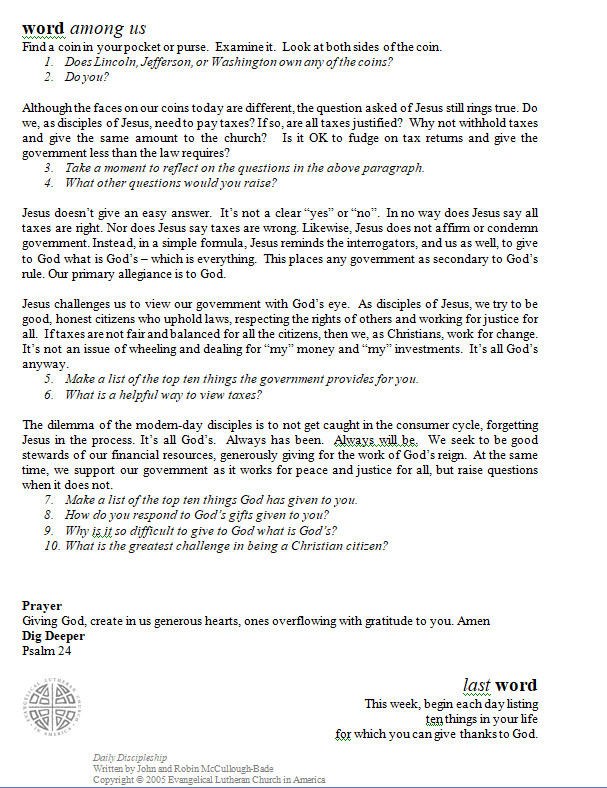 word among us
Find a coin in your pocket or purse. Examine it. Look at both sides of the coin.
1. Does Lincoln, Jefferson, or Washington own any of the coins?
2. Do you?
Although the faces on our coins today are different, the question asked of Jesus still rings true. Do
we, as disciples of Jesus, need to pay taxes? If so, are all taxes justified? Why not withhold taxes
and give the same amount to the church? Is it OK to fudge on tax returns and give the
government less than the law requires?
3. Take a moment to reflect on the questions in the above paragraph.
4. What other questions would you raise?
Jesus doesn’t give an easy answer. It’s not a clear “yes” or “no”. In no way does Jesus say all
taxes are right. Nor does Jesus say taxes are wrong. Likewise, Jesus does not affirm or condemn
government. Instead, in a simple formula, Jesus reminds the interrogators, and us as well, to give
to God what is God’s – which is everything. This places any government as secondary to God’s
rule. Our primary allegiance is to God.
Jesus challenges us to view our government with God’s eye. As disciples of Jesus, we try to be
good, honest citizens who uphold laws, respecting the rights of others and working for justice for
all. If taxes are not fair and balanced for all the citizens, then we, as Christians, work for change.
It’s not an issue of wheeling and dealing for “my” money and “my” investments. It’s all God’s
anyway.
5. Make a list of the top ten things the government provides for you.
6. What is a helpful way to view taxes?
The dilemma of the modern-day disciples is to not get caught in the consumer cycle, forgetting
Jesus in the process. It’s all God’s. Always has been. Always will be. We seek to be good
stewards of our financial resources, generously giving for the work of God’s reign. At the same
time, we support our government as it works for peace and justice for all, but raise questions
when it does not.
7. Make a list of the top ten things God has given to you.
8. How do you respond to God’s gifts given to you?
9. Why is it so difficult to give to God what is God’s?
10. What is the greatest challenge in being a Christian citizen?
Prayer
Giving God, create in us generous hearts, ones overflowing with gratitude to you. Amen
Dig Deeper
Psalm 24
EVANGELICAL LUTHERAN CHURCH IN AMERICA
last word
This week, begin each day listing
ten things in your life
for which you can give thanks to God.
Daily Discipleship
Written by John and Robin McCullough-Bade
Copyright © 2005 Evangelical Lutheran Church in America